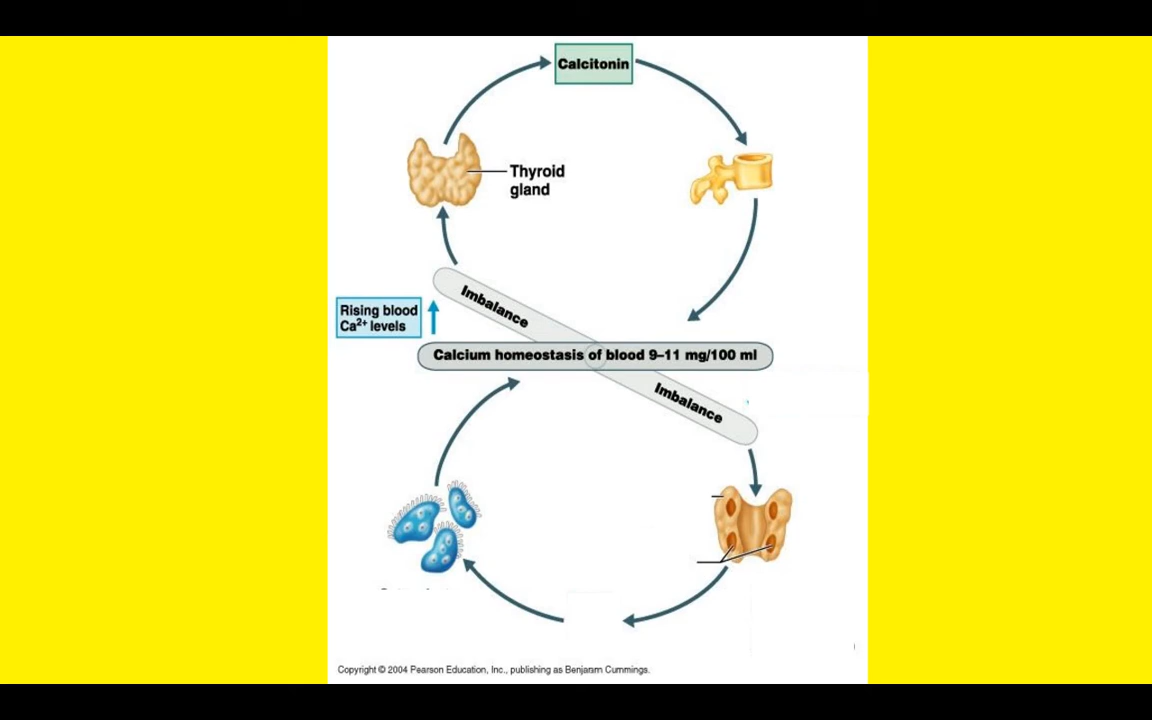 Calcitonin
Thyroid
gland
Imbalance
Rising blood
Ca²⁺ levels
Calcium homeostasis of blood 9–11 mg/100 ml
Imbalance
Copyright © 2004 Pearson Education, Inc., publishing as Benjamin Cummings.